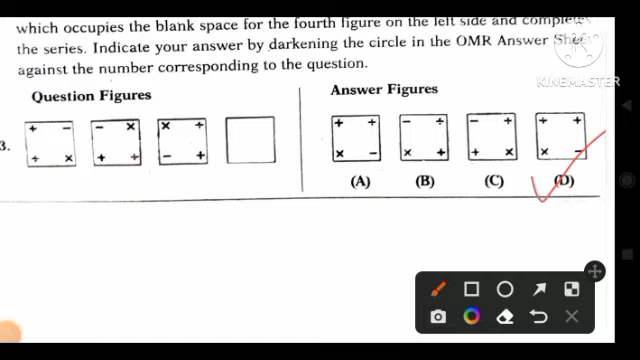 which occupies the blank space for the fourth figure on the left side and completes
the series. Indicate your answer by darkening the circle in the OMR Answer Sheet
against the number corresponding to the question.
Question Figures
Answer Figures
3.
(A) (B) (C) (D)
KINEMASTER